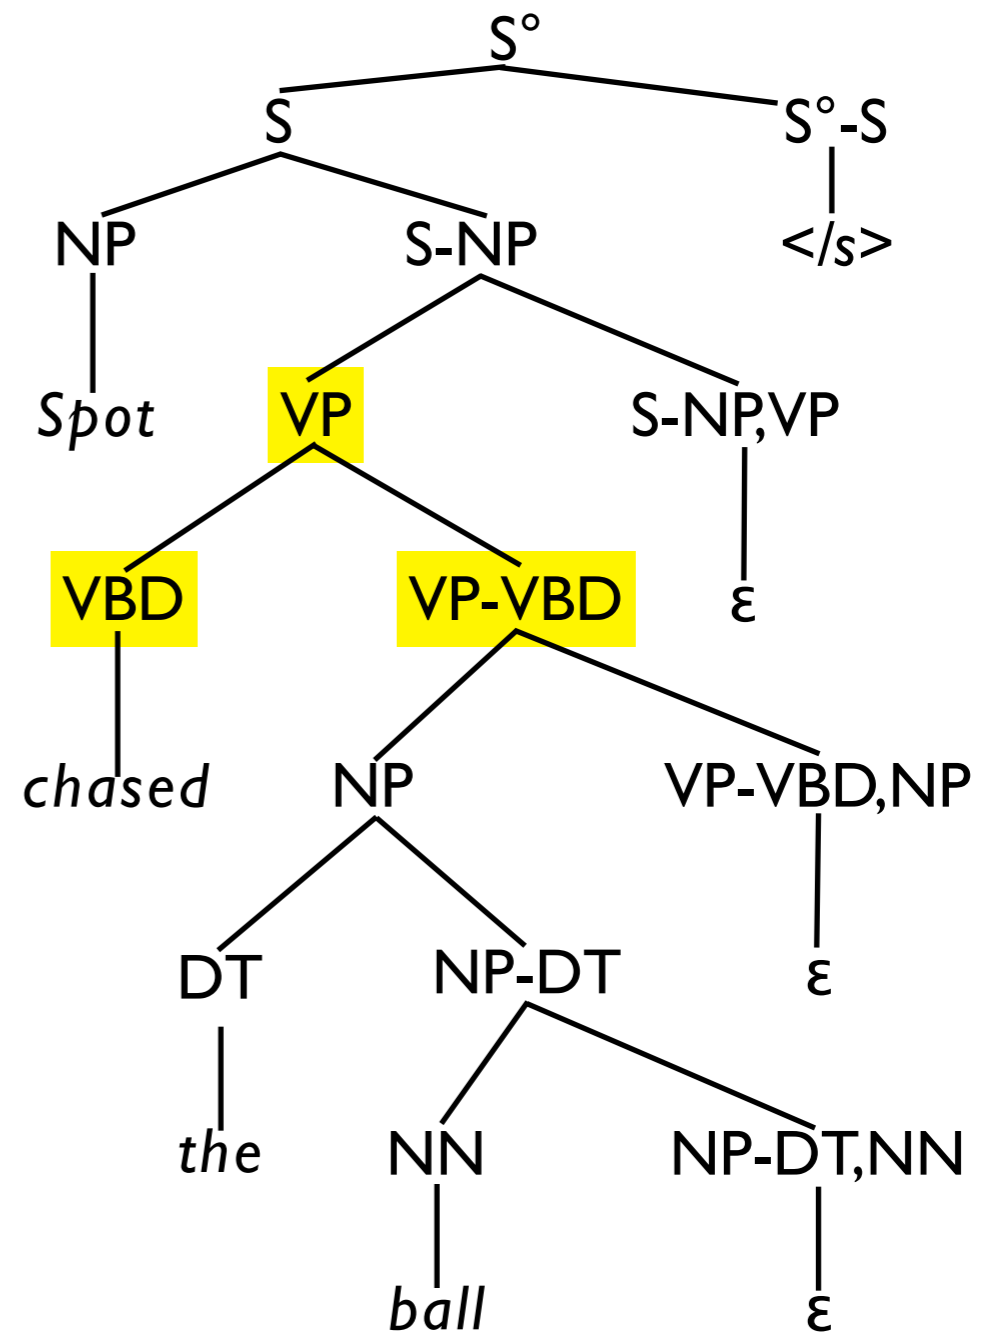 S°
S S°-S
NP S-NP </s>
Spot VP S-NP,VP
VBD VP-VBD ε
chased NP VP-VBD,NP
DT NP-DT ε
the NN NP-DT,NN
ball ε